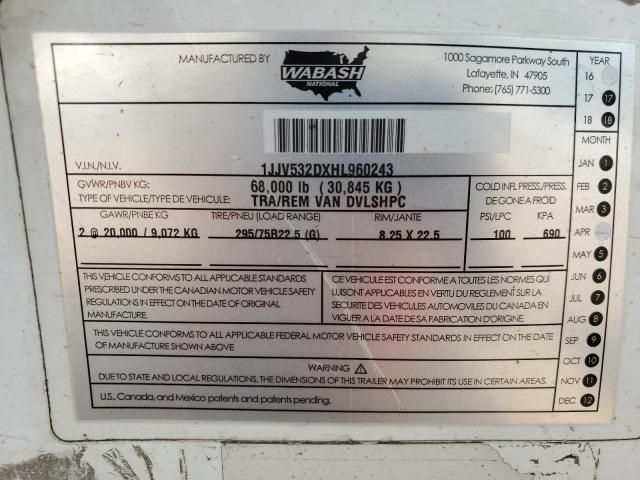 MANUFACTURED BY
WABASH
NATIONAL
1000 Sagamore Parkway South
Lafayette, IN 47905
Phone: (765) 771-5300
YEAR
16
17 17
18 18
MONTH
JAN 1
FEB 2
MAR 3
APR
MAY 5
JUN 6
JUL 7
AUG 8
SEP 9
OCT 10
NOV 11
DEC 12
V.I.N./N.I.V. 1JJV532DXHL960243
GVWR/PNBV KG: 68,000 lb (30,845 KG)
TYPE OF VEHICLE/TYPE DE VEHICULE: TRA/REM VAN DVLSHPC
COLD INFL PRESS./PRESS.
DE GONE A FROID
GAWR/PNBE KG TIRE/PNEU (LOAD RANGE) RIM/JANTE PSI/LPC KPA
2 @ 20,000 / 9,072 KG 295/75R22.5 (G) 8.25 X 22.5 100 690
THIS VEHICLE CONFORMS TO ALL APPLICABLE STANDARDS
PRESCRIBED UNDER THE CANADIAN MOTOR VEHICLE SAFETY
REGULATIONS IN EFFECT ON THE DATE OF ORIGINAL
MANUFACTURE.
CE VEHICULE EST CONFORME A TOUTES LES NORMES QUI
LUI SONT APPLICABLES EN VERTU DU REGLEMENT SUR LA
SECURITE DES VEHICULES AUTOMOBILES DU CANADA EN
VIGUER A LA DATE DE SA FABRICATION D'ORIGINE.
THIS VEHICLE CONFORMS TO ALL APPLICABLE FEDERAL MOTOR VEHICLE SAFETY STANDARDS IN EFFECT ON THE DATE
OF MANUFACTURE SHOWN ABOVE
WARNING
DUE TO STATE AND LOCAL REGULATIONS, THE DIMENSIONS OF THIS TRAILER MAY PROHIBIT ITS USE IN CERTAIN AREAS.
U.S., Canada, and Mexico patents and patents pending.